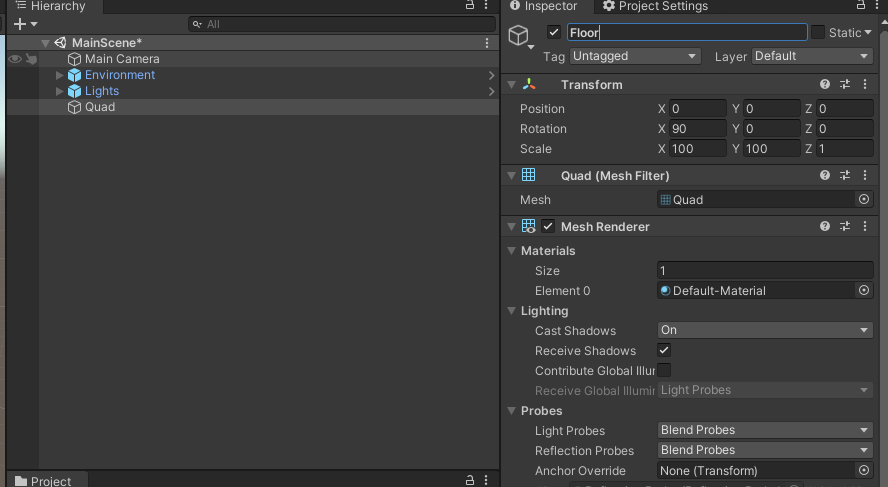 Hierarchy
All
MainScene*
Main Camera
Environment
Lights
Quad
Project
Inspector
Project Settings
Floor
Static
Tag Untagged Layer Default
Transform
Position X 0 Y 0 Z 0
Rotation X 90 Y 0 Z 0
Scale X 100 Y 100 Z 1
Quad (Mesh Filter)
Mesh Quad
Mesh Renderer
Materials
Size 1
Element 0 Default-Material
Lighting
Cast Shadows On
Receive Shadows
Contribute Global Illur
Receive Global Illumir Light Probes
Probes
Light Probes Blend Probes
Reflection Probes Blend Probes
Anchor Override None (Transform)